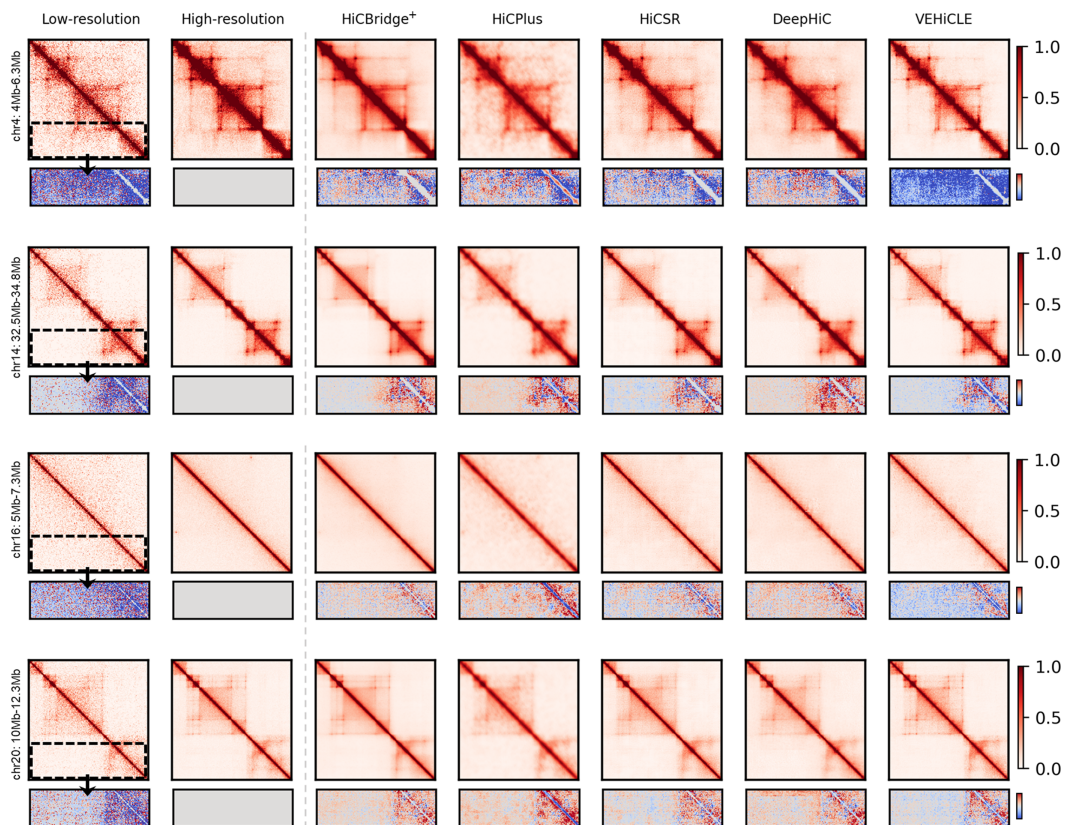 Low-resolution High-resolution HiCBridge⁺ HiCPlus HiCSR DeepHiC VEHiCLE
chr4: 4Mb-6.3Mb
1.0
0.5
0.0
chr14: 32.5Mb-34.8Mb
1.0
0.5
0.0
chr16: 5Mb-7.3Mb
1.0
0.5
0.0
chr20: 10Mb-12.3Mb
1.0
0.5
0.0